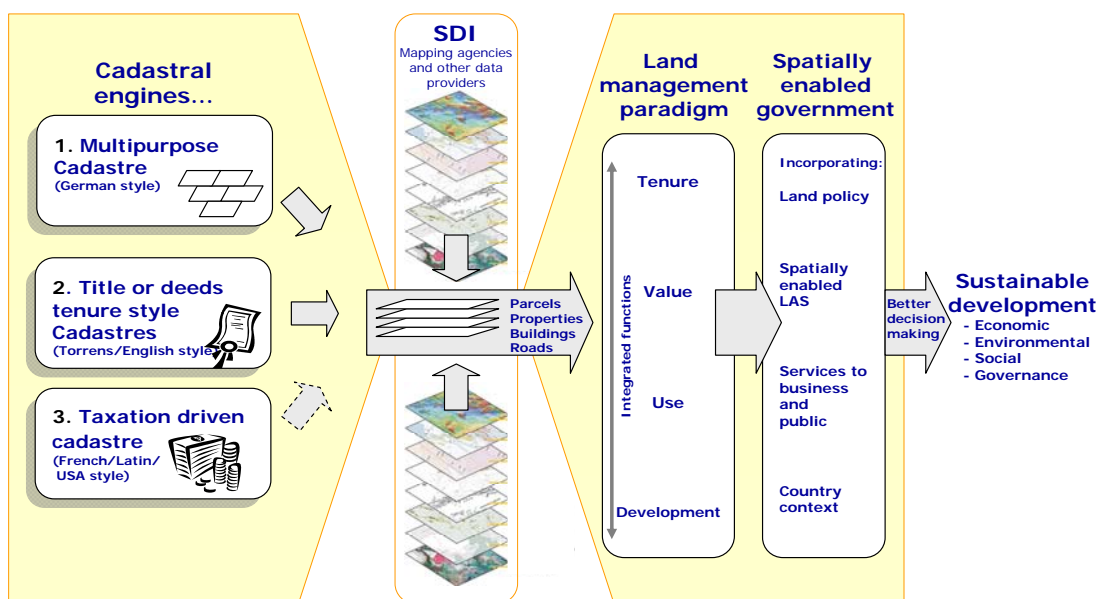 Cadastral
engines...
1. Multipurpose
Cadastre
(German style)
2. Title or deeds
tenure style
Cadastres
(Torrens/English style)
3. Taxation driven
cadastre
(French/Latin/
USA style)
SDI
Mapping agencies
and other data
providers
Parcels
Properties
Buildings
Roads
Land
management
paradigm
Integrated functions
Tenure
Value
Use
Development
Spatially
enabled
government
Incorporating:
Land policy
Spatially
enabled
LAS
Services to
business
and
public
Country
context
Better
decision
making
Sustainable
development
- Economic
- Environmental
- Social
- Governance